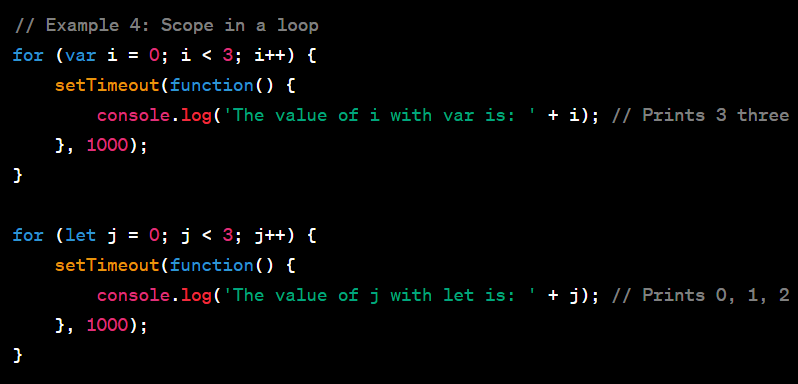 // Example 4: Scope in a loop
for (var i = 0; i < 3; i++) {
    setTimeout(function() {
        console.log('The value of i with var is: ' + i); // Prints 3 three
    }, 1000);
}

for (let j = 0; j < 3; j++) {
    setTimeout(function() {
        console.log('The value of j with let is: ' + j); // Prints 0, 1, 2
    }, 1000);
}